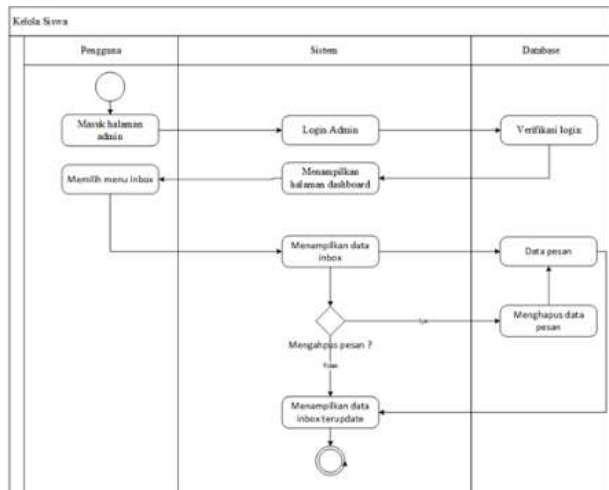 Kelola Siswa
Pengguna
Sistem
Database
Masuk halaman
admin
Login Admin
Verifikasi login
Memilih menu inbox
Menampilkan
halaman dashboard
Menampilkan data
inbox
Data pesan
Menghapus data
pesan
Mengahpus pesan ?
Menampilkan data
inbox terupdate